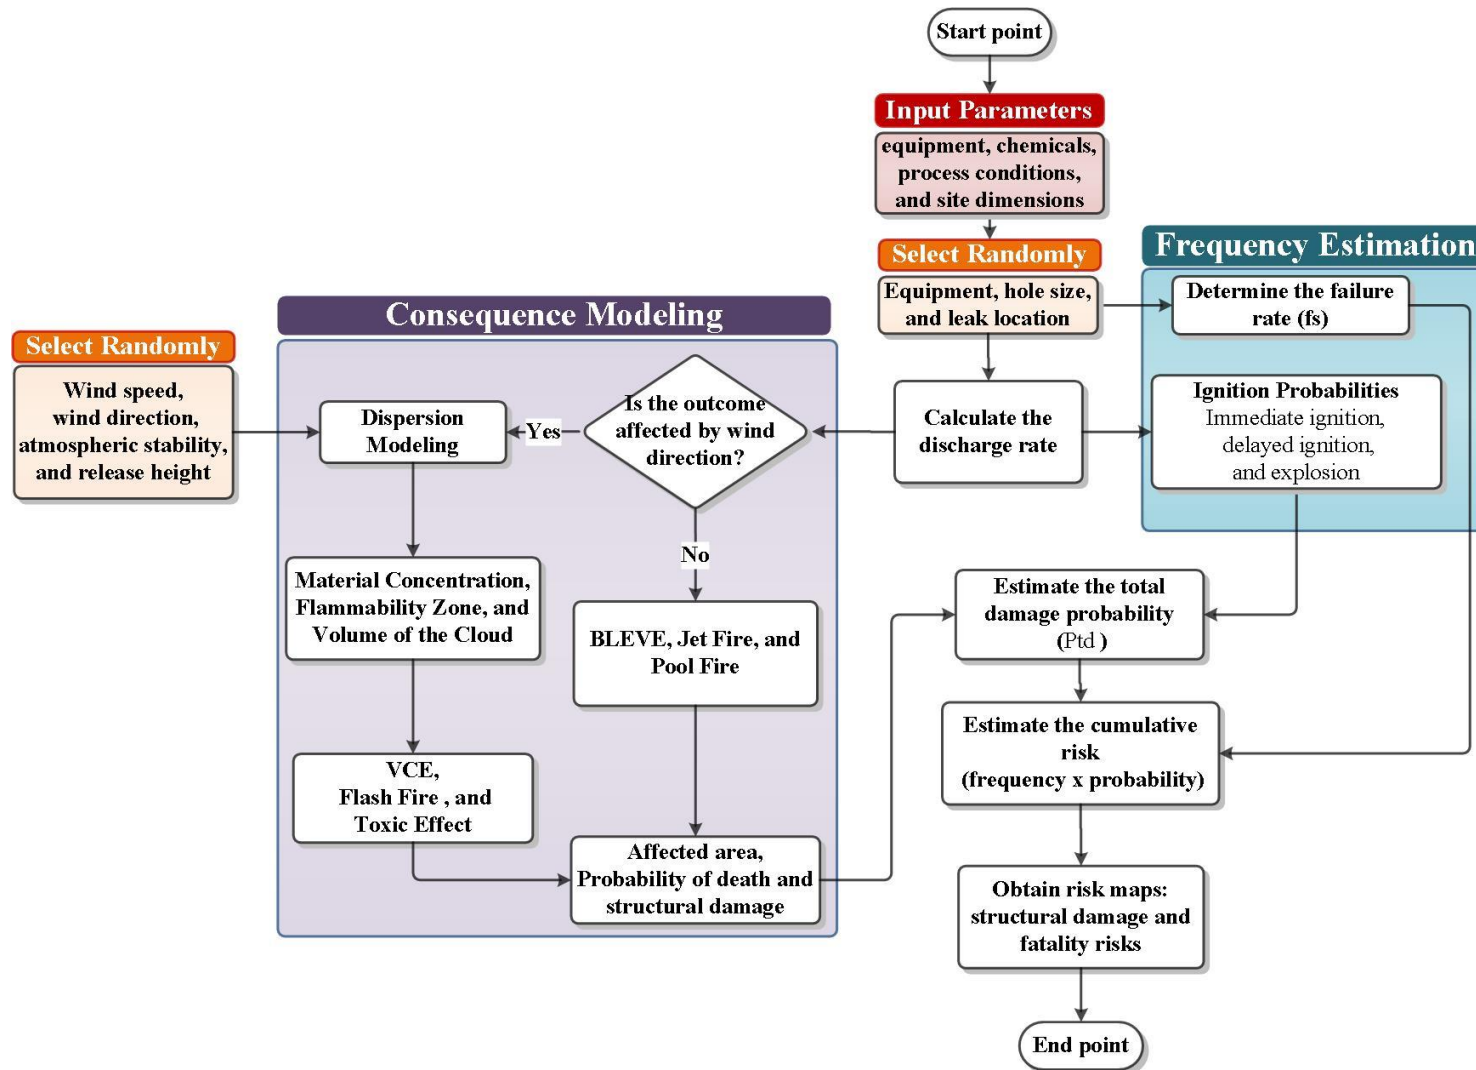 Start point
Input Parameters
equipment, chemicals,
process conditions,
and site dimensions
Select Randomly
Equipment, hole size,
and leak location
Frequency Estimation
Determine the failure
rate (fs)
Ignition Probabilities
Immediate ignition,
delayed ignition,
and explosion
Calculate the
discharge rate
Consequence Modeling
Is the outcome
affected by wind
direction?
Yes
No
Select Randomly
Wind speed,
wind direction,
atmospheric stability,
and release height
Dispersion
Modeling
Material Concentration,
Flammability Zone, and
Volume of the Cloud
VCE,
Flash Fire , and
Toxic Effect
BLEVE, Jet Fire, and
Pool Fire
Affected area,
Probability of death and
structural damage
Estimate the total
damage probability
(Ptd )
Estimate the cumulative
risk
(frequency x probability)
Obtain risk maps:
structural damage and
fatality risks
End point